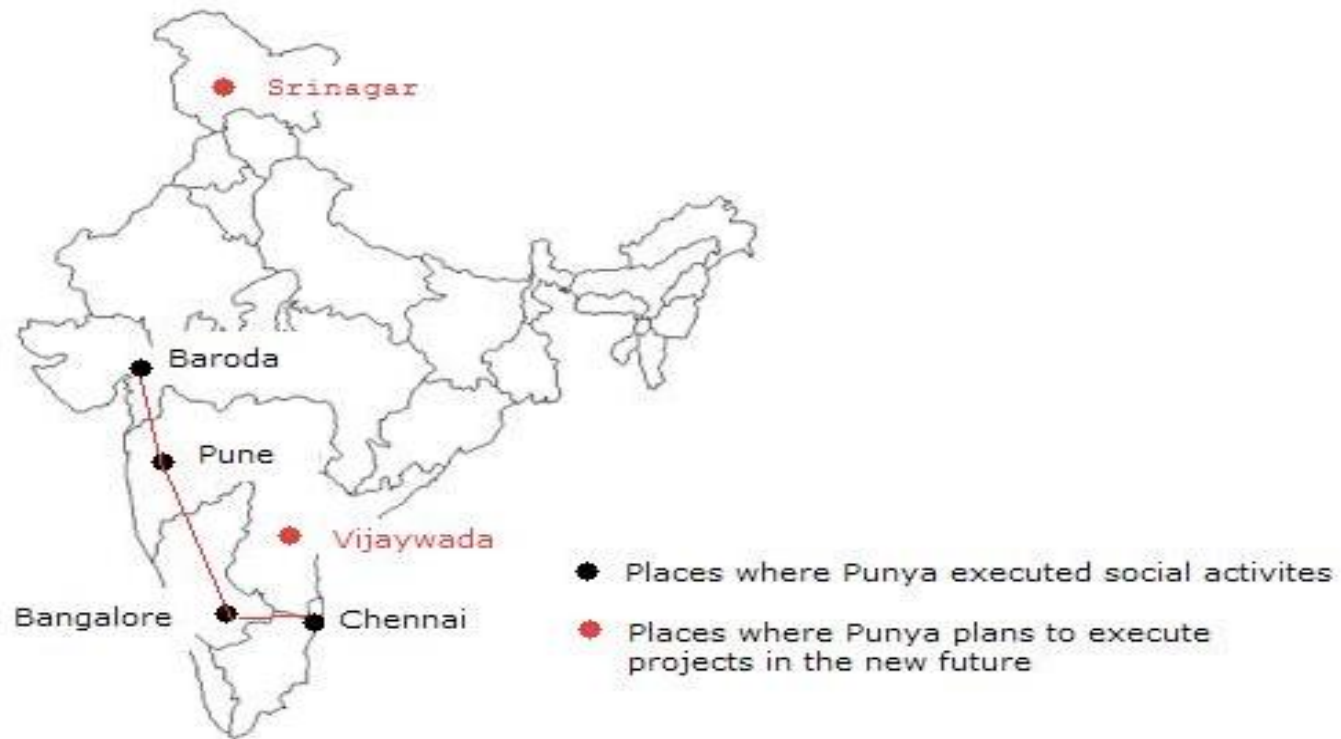 Srinagar
Baroda
Pune
Vijaywada
Bangalore
Chennai
Places where Punya executed social activites
Places where Punya plans to execute
projects in the new future